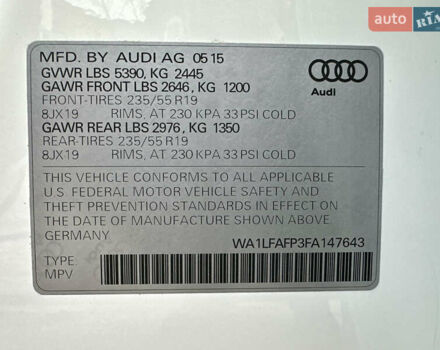 AUTO RIA
MFD. BY AUDI AG 05 15
GVWR LBS 5390, KG 2445
GAWR FRONT LBS 2646, KG 1200
FRONT-TIRES 235/55 R19
8JX19 RIMS, AT 230 KPA 33 PSI COLD
GAWR REAR LBS 2976, KG 1350
REAR-TIRES 235/55 R19
8JX19 RIMS, AT 230 KPA 33 PSI COLD
Audi
THIS VEHICLE CONFORMS TO ALL APPLICABLE
U.S. FEDERAL MOTOR VEHICLE SAFETY AND
THEFT PREVENTION STANDARDS IN EFFECT ON
THE DATE OF MANUFACTURE SHOWN ABOVE.
GERMANY WA1LFAFP3FA147643
TYPE:
MPV